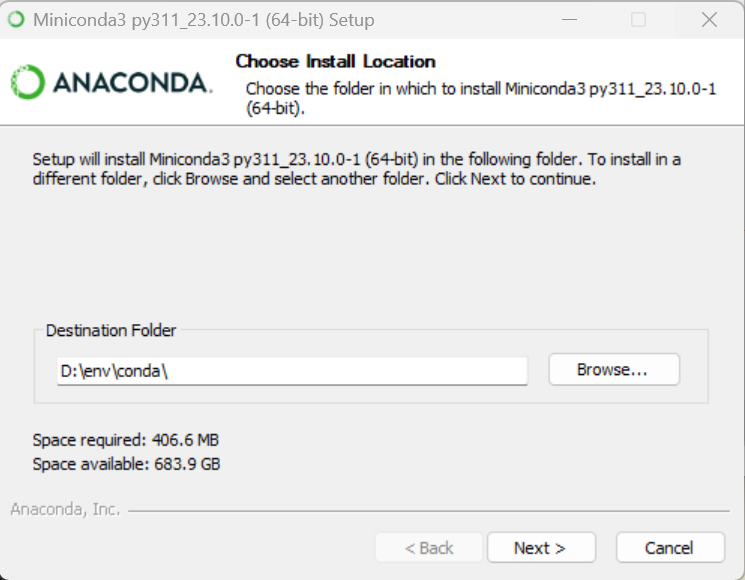 Miniconda3 py311_23.10.0-1 (64-bit) Setup
ANACONDA.
Choose Install Location
Choose the folder in which to install Miniconda3 py311_23.10.0-1
(64-bit).
Setup will install Miniconda3 py311_23.10.0-1 (64-bit) in the following folder. To install in a
different folder, click Browse and select another folder. Click Next to continue.
Destination Folder
D:\env\conda\
Browse...
Space required: 406.6 MB
Space available: 683.9 GB
Anaconda, Inc.
< Back
Next >
Cancel